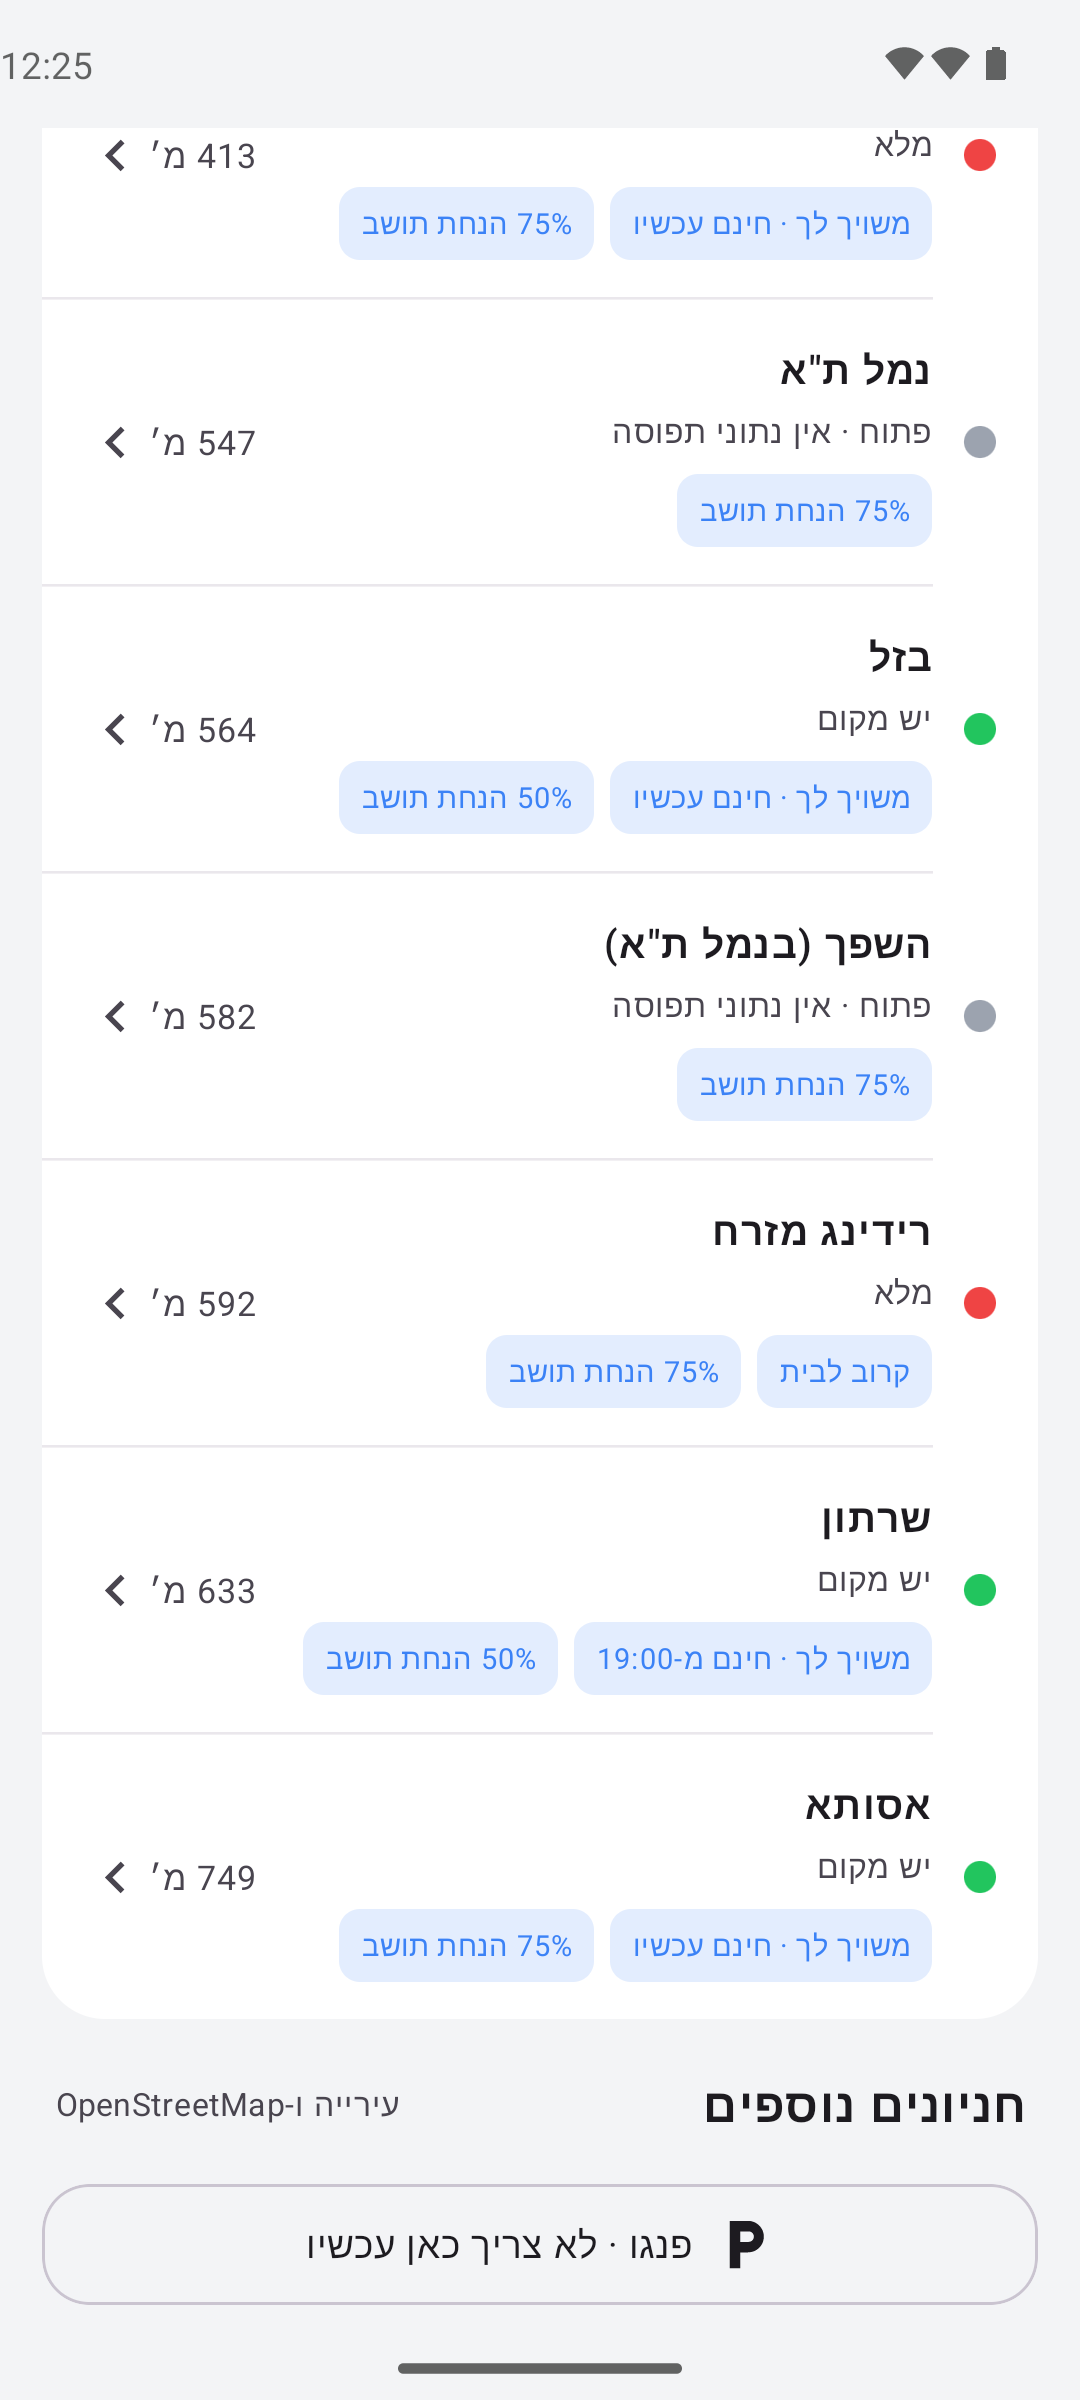 12:25
מלא
413 מ׳
משויך לך · חינם עכשיו
75% הנחת תושב
נמל ת"א
פתוח · אין נתוני תפוסה
547 מ׳
75% הנחת תושב
בזל
יש מקום
564 מ׳
משויך לך · חינם עכשיו
50% הנחת תושב
השפך (בנמל ת"א)
פתוח · אין נתוני תפוסה
582 מ׳
75% הנחת תושב
רידינג מזרח
מלא
592 מ׳
קרוב לבית
75% הנחת תושב
שרתון
יש מקום
633 מ׳
משויך לך · חינם מ-19:00
50% הנחת תושב
אסותא
יש מקום
749 מ׳
משויך לך · חינם עכשיו
75% הנחת תושב
חניונים נוספים
עירייה ו-OpenStreetMap
P פנגו · לא צריך כאן עכשיו